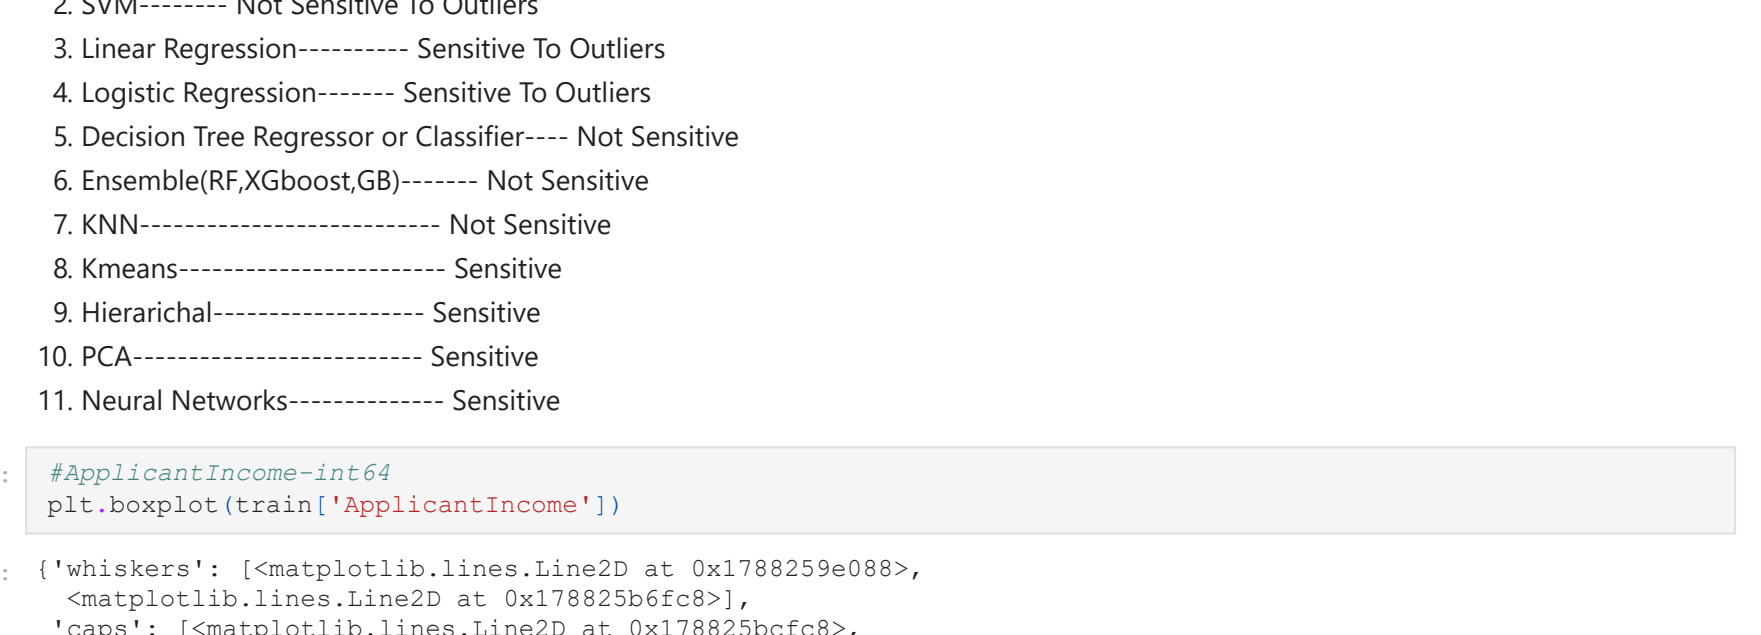 2. SVM-------- Not Sensitive To Outliers
3. Linear Regression---------- Sensitive To Outliers
4. Logistic Regression------- Sensitive To Outliers
5. Decision Tree Regressor or Classifier---- Not Sensitive
6. Ensemble(RF,XGboost,GB)------- Not Sensitive
7. KNN--------------------------- Not Sensitive
8. Kmeans------------------------ Sensitive
9. Hierarichal------------------- Sensitive
10. PCA-------------------------- Sensitive
11. Neural Networks-------------- Sensitive
: #ApplicantIncome-int64
plt.boxplot(train['ApplicantIncome'])
: {'whiskers': [<matplotlib.lines.Line2D at 0x1788259e088>,
<matplotlib.lines.Line2D at 0x178825b6fc8>],
'caps': [<matplotlib.lines.Line2D at 0x178825bcfc8>,